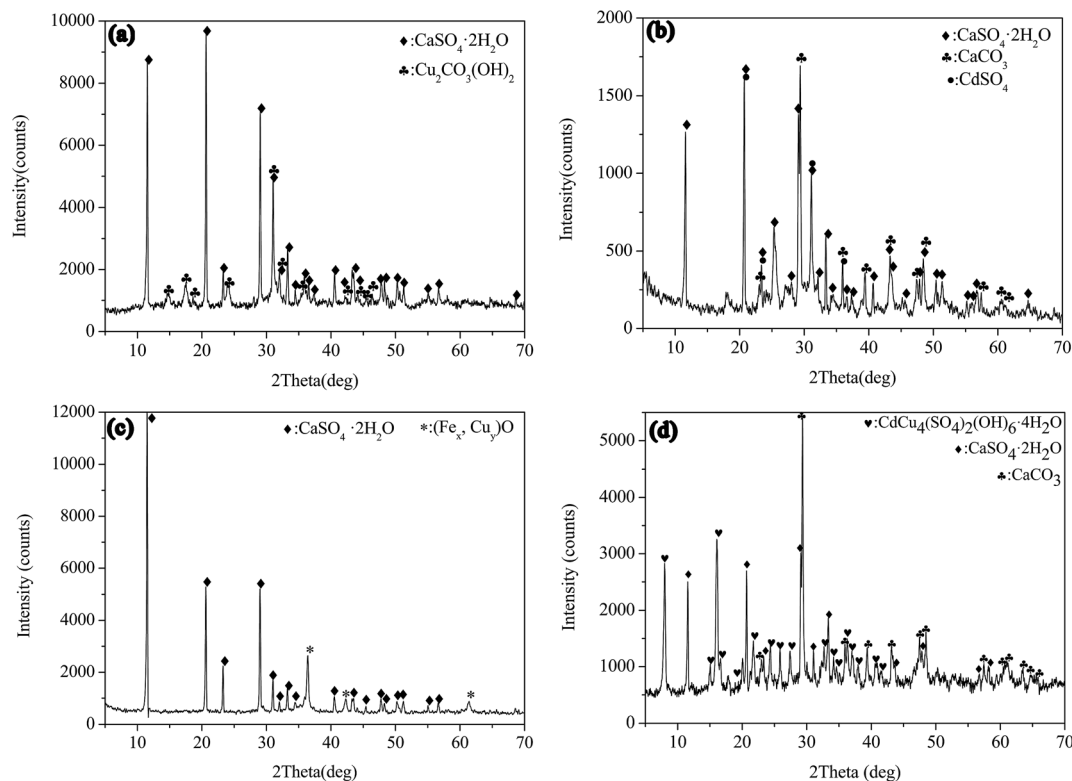 (a)
◆:CaSO4·2H2O
♣:Cu2CO3(OH)2
10000
8000
6000
4000
2000
0
Intensity(counts)
10 20 30 40 50 60 70
2Theta(deg)
(b)
◆:CaSO4·2H2O
♣:CaCO3
●:CdSO4
2000
1500
1000
500
0
Intensity(counts)
10 20 30 40 50 60 70
2Theta(deg)
(c)
◆:CaSO4 ·2H2O *:(Fex, Cuy)O
12000
10000
8000
6000
4000
2000
0
Intensity (counts)
10 20 30 40 50 60 70
2Theta(deg)
(d)
♥:CdCu4(SO4)2(OH)6·4H2O
◆:CaSO4·2H2O
♣:CaCO3
5000
4000
3000
2000
1000
0
Intensity (counts)
10 20 30 40 50 60 70
2Theta (deg)